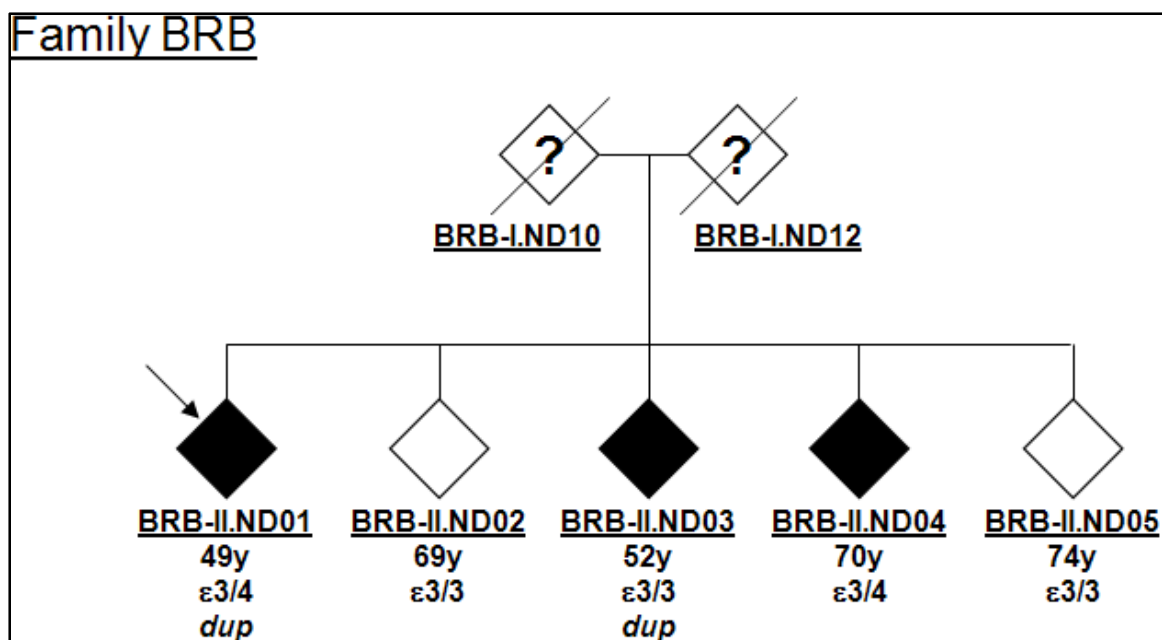 Family BRB
? ?
BRB-I.ND10 BRB-I.ND12
BRB-II.ND01 BRB-II.ND02 BRB-II.ND03 BRB-II.ND04 BRB-II.ND05
49y 69y 52y 70y 74y
ε3/4 ε3/3 ε3/3 ε3/4 ε3/3
dup dup